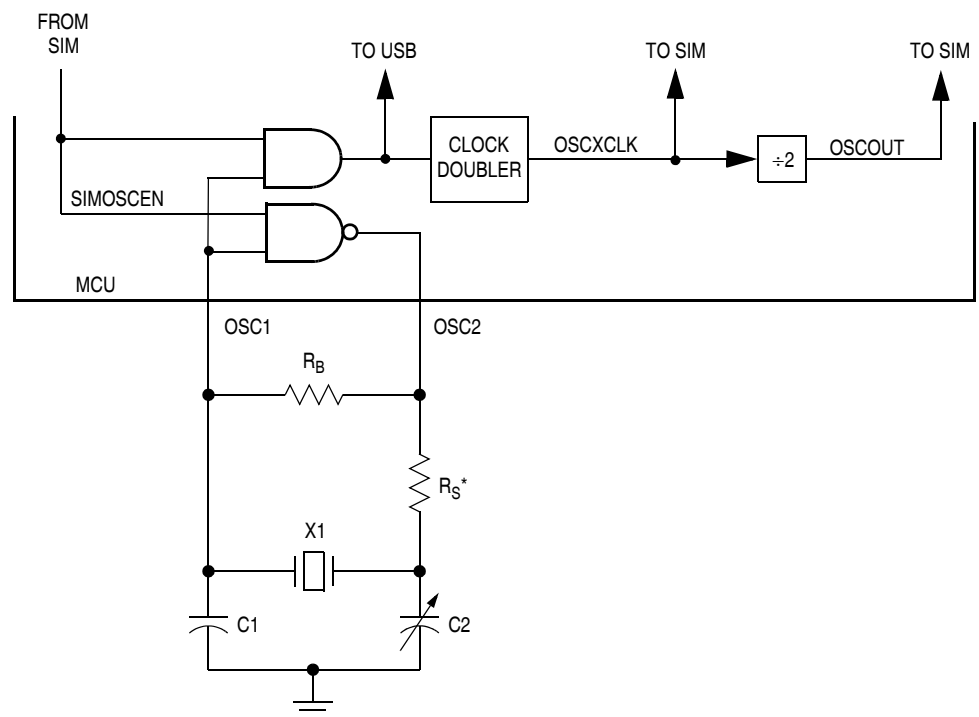 FROM
SIM
TO USB
TO SIM
TO SIM
CLOCK
DOUBLER
OSCXCLK
÷2
OSCOUT
SIMOSCEN
MCU
OSC1
OSC2
RB
RS*
X1
C1
C2